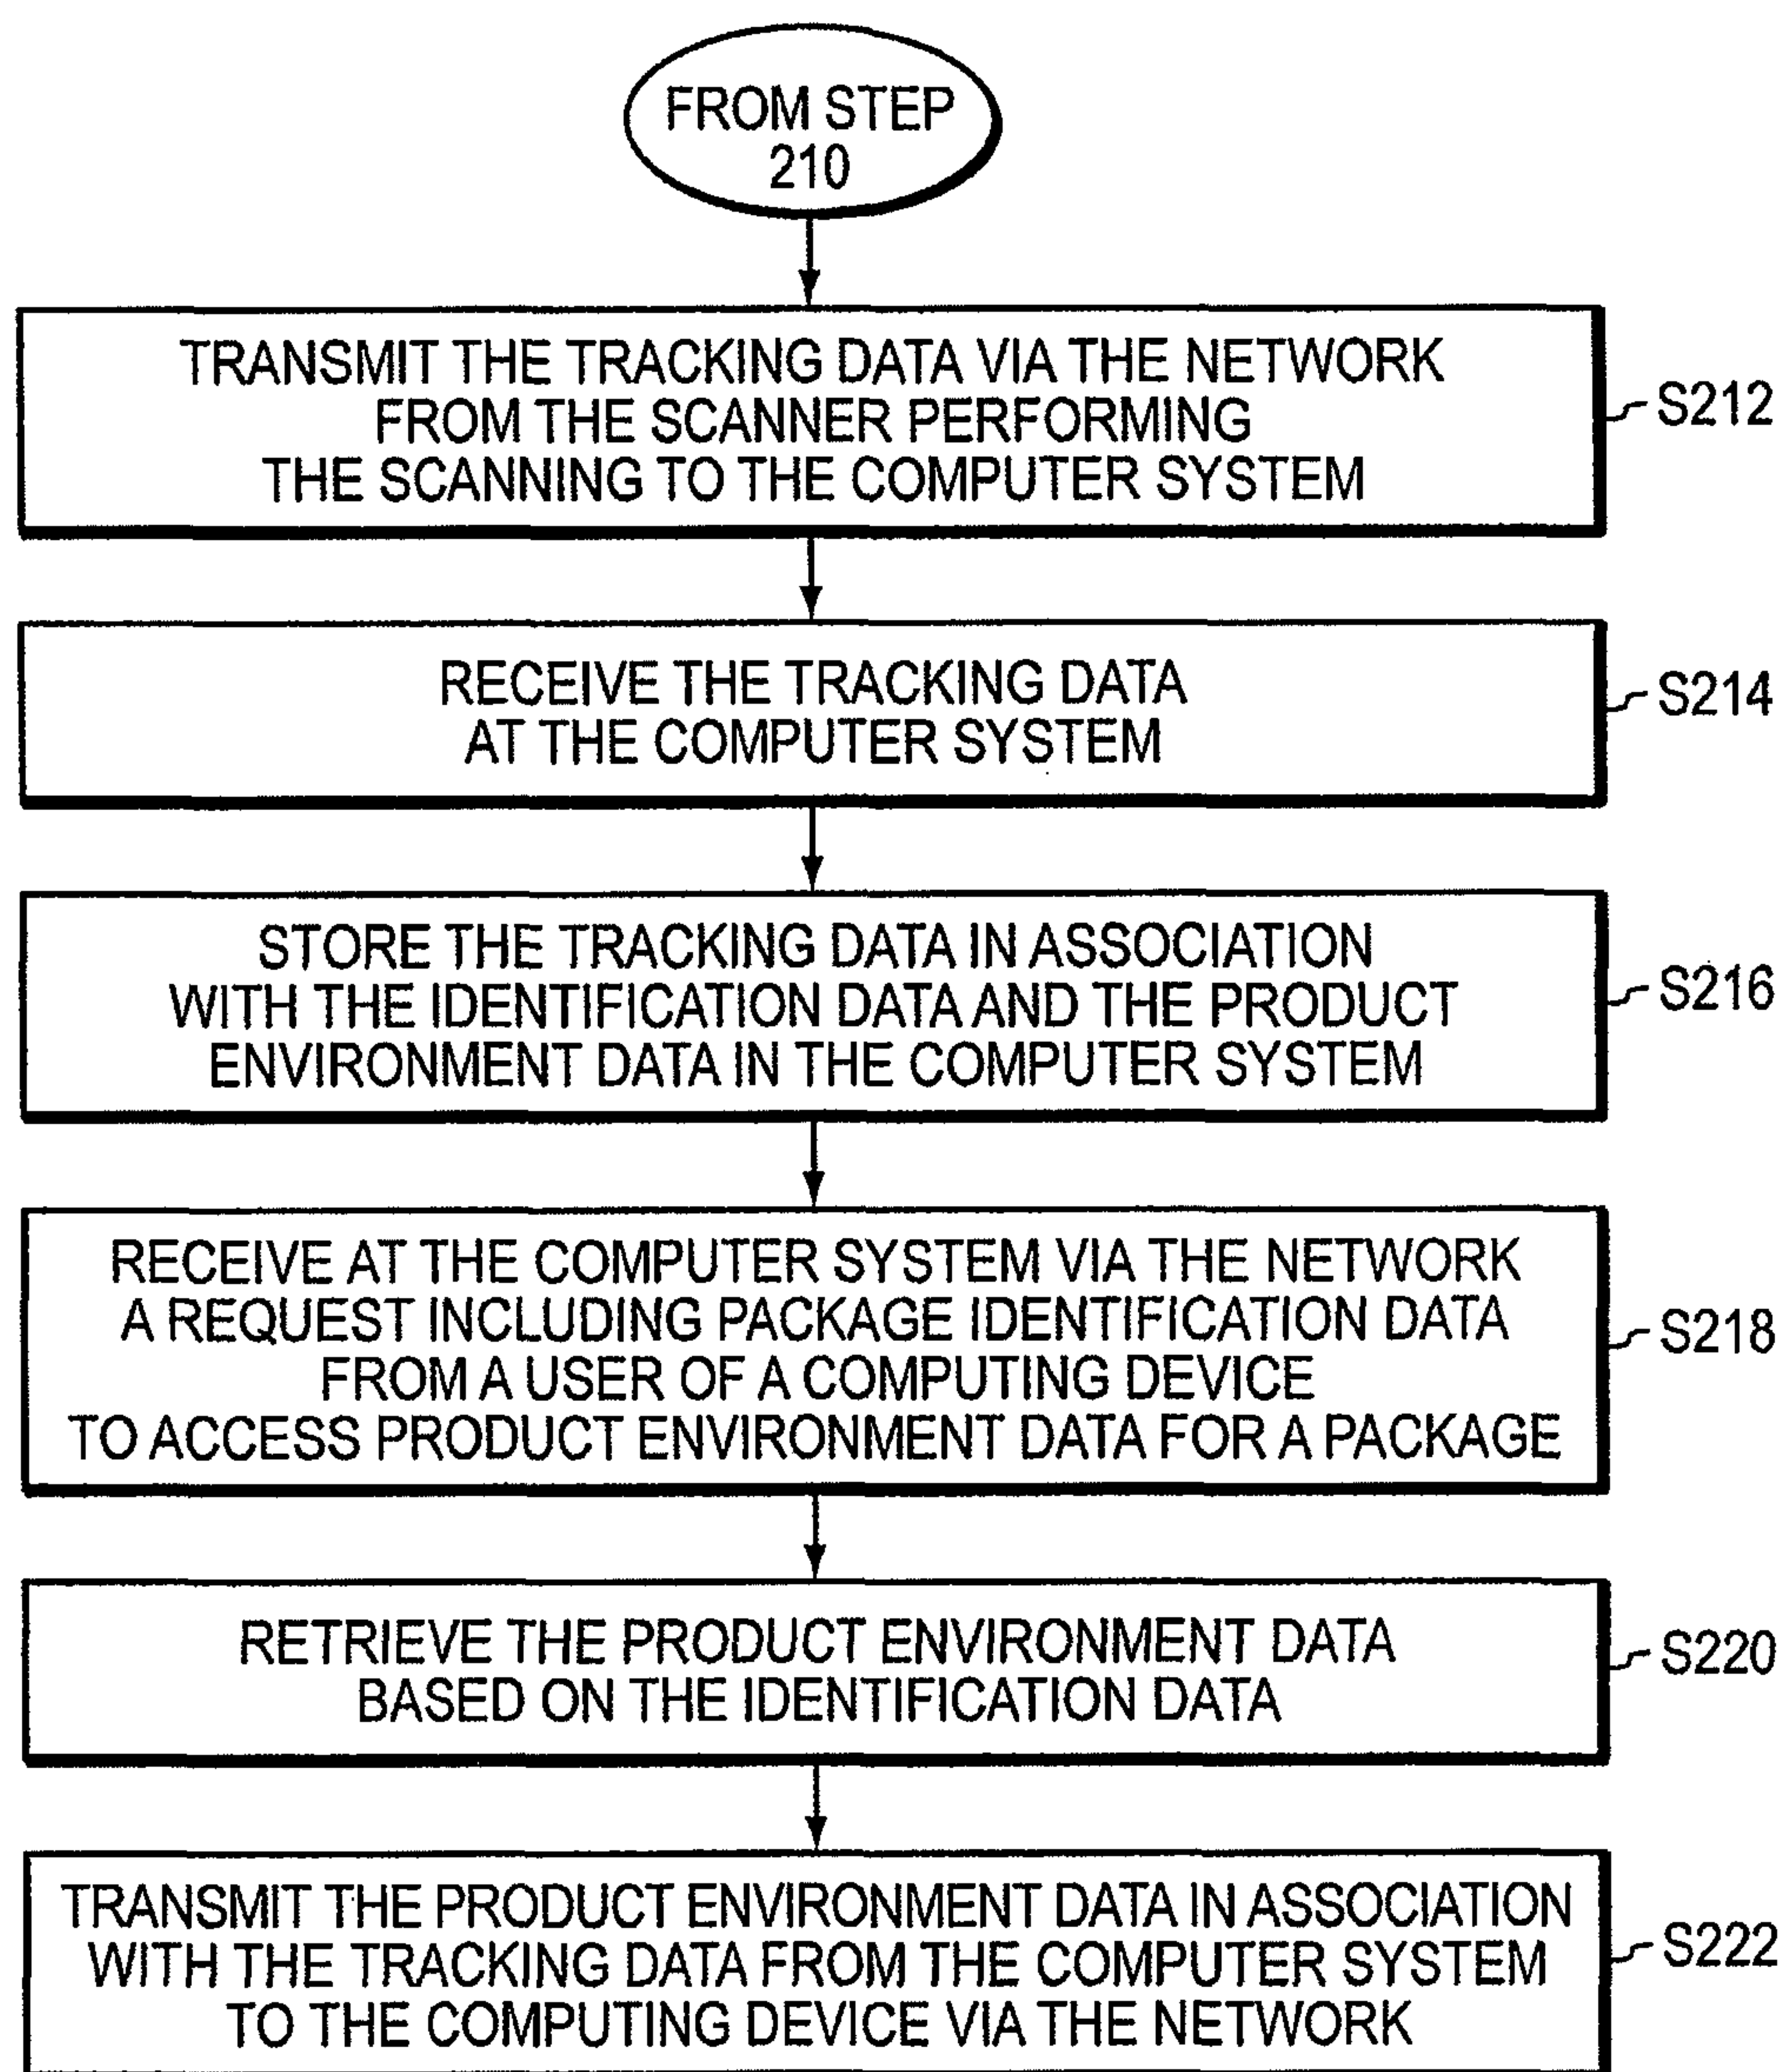 FROM STEP
210
TRANSMIT THE TRACKING DATA VIA THE NETWORK
FROM THE SCANNER PERFORMING
THE SCANNING TO THE COMPUTER SYSTEM
S212
RECEIVE THE TRACKING DATA
AT THE COMPUTER SYSTEM
S214
STORE THE TRACKING DATA IN ASSOCIATION
WITH THE IDENTIFICATION DATA AND THE PRODUCT
ENVIRONMENT DATA IN THE COMPUTER SYSTEM
S216
RECEIVE AT THE COMPUTER SYSTEM VIA THE NETWORK
A REQUEST INCLUDING PACKAGE IDENTIFICATION DATA
FROM A USER OF A COMPUTING DEVICE
TO ACCESS PRODUCT ENVIRONMENT DATA FOR A PACKAGE
S218
RETRIEVE THE PRODUCT ENVIRONMENT DATA
BASED ON THE IDENTIFICATION DATA
S220
TRANSMIT THE PRODUCT ENVIRONMENT DATA IN ASSOCIATION
WITH THE TRACKING DATA FROM THE COMPUTER SYSTEM
TO THE COMPUTING DEVICE VIA THE NETWORK
S222